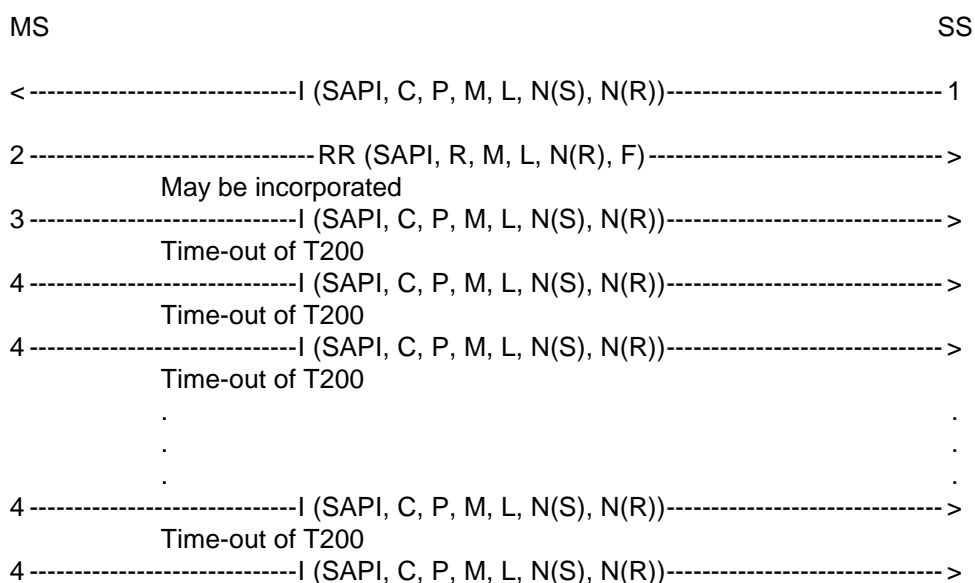 MS SS
< ------------------------------I (SAPI, C, P, M, L, N(S), N(R))------------------------------- 1
2 --------------------------------RR (SAPI, R, M, L, N(R), F) --------------------------------- >
May be incorporated
3 ------------------------------I (SAPI, C, P, M, L, N(S), N(R))------------------------------- >
Time-out of T200
4 ------------------------------I (SAPI, C, P, M, L, N(S), N(R))------------------------------- >
Time-out of T200
4 ------------------------------I (SAPI, C, P, M, L, N(S), N(R))------------------------------- >
Time-out of T200
. .
. .
. .
4 ------------------------------I (SAPI, C, P, M, L, N(S), N(R))------------------------------- >
Time-out of T200
4 ------------------------------I (SAPI, C, P, M, L, N(S), N(R))------------------------------- >